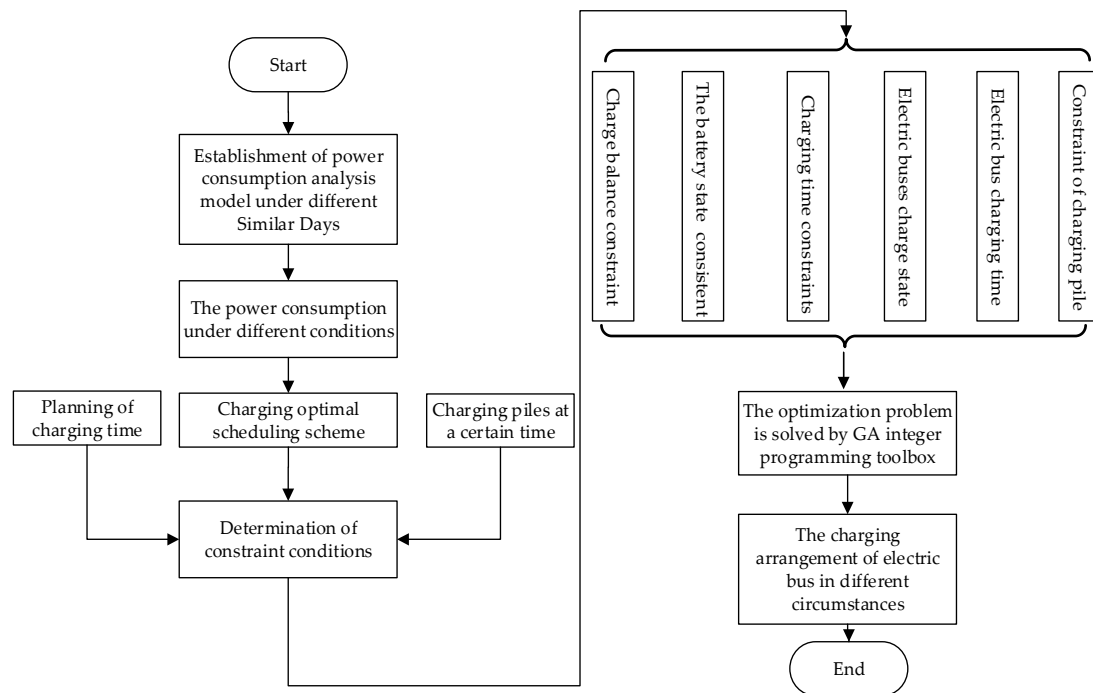 Start
Establishment of power
consumption analysis
model under different
Similar Days
The power consumption
under different conditions
Planning of
charging time
Charging optimal
scheduling scheme
Charging piles at
a certain time
Determination of
constraint conditions
Charge balance constraint
The battery state consistent
Charging time constraints
Electric buses charge state
Electric bus charging time
Constraint of charging pile
The optimization problem
is solved by GA integer
programming toolbox
The charging
arrangement of electric
bus in different
circumstances
End